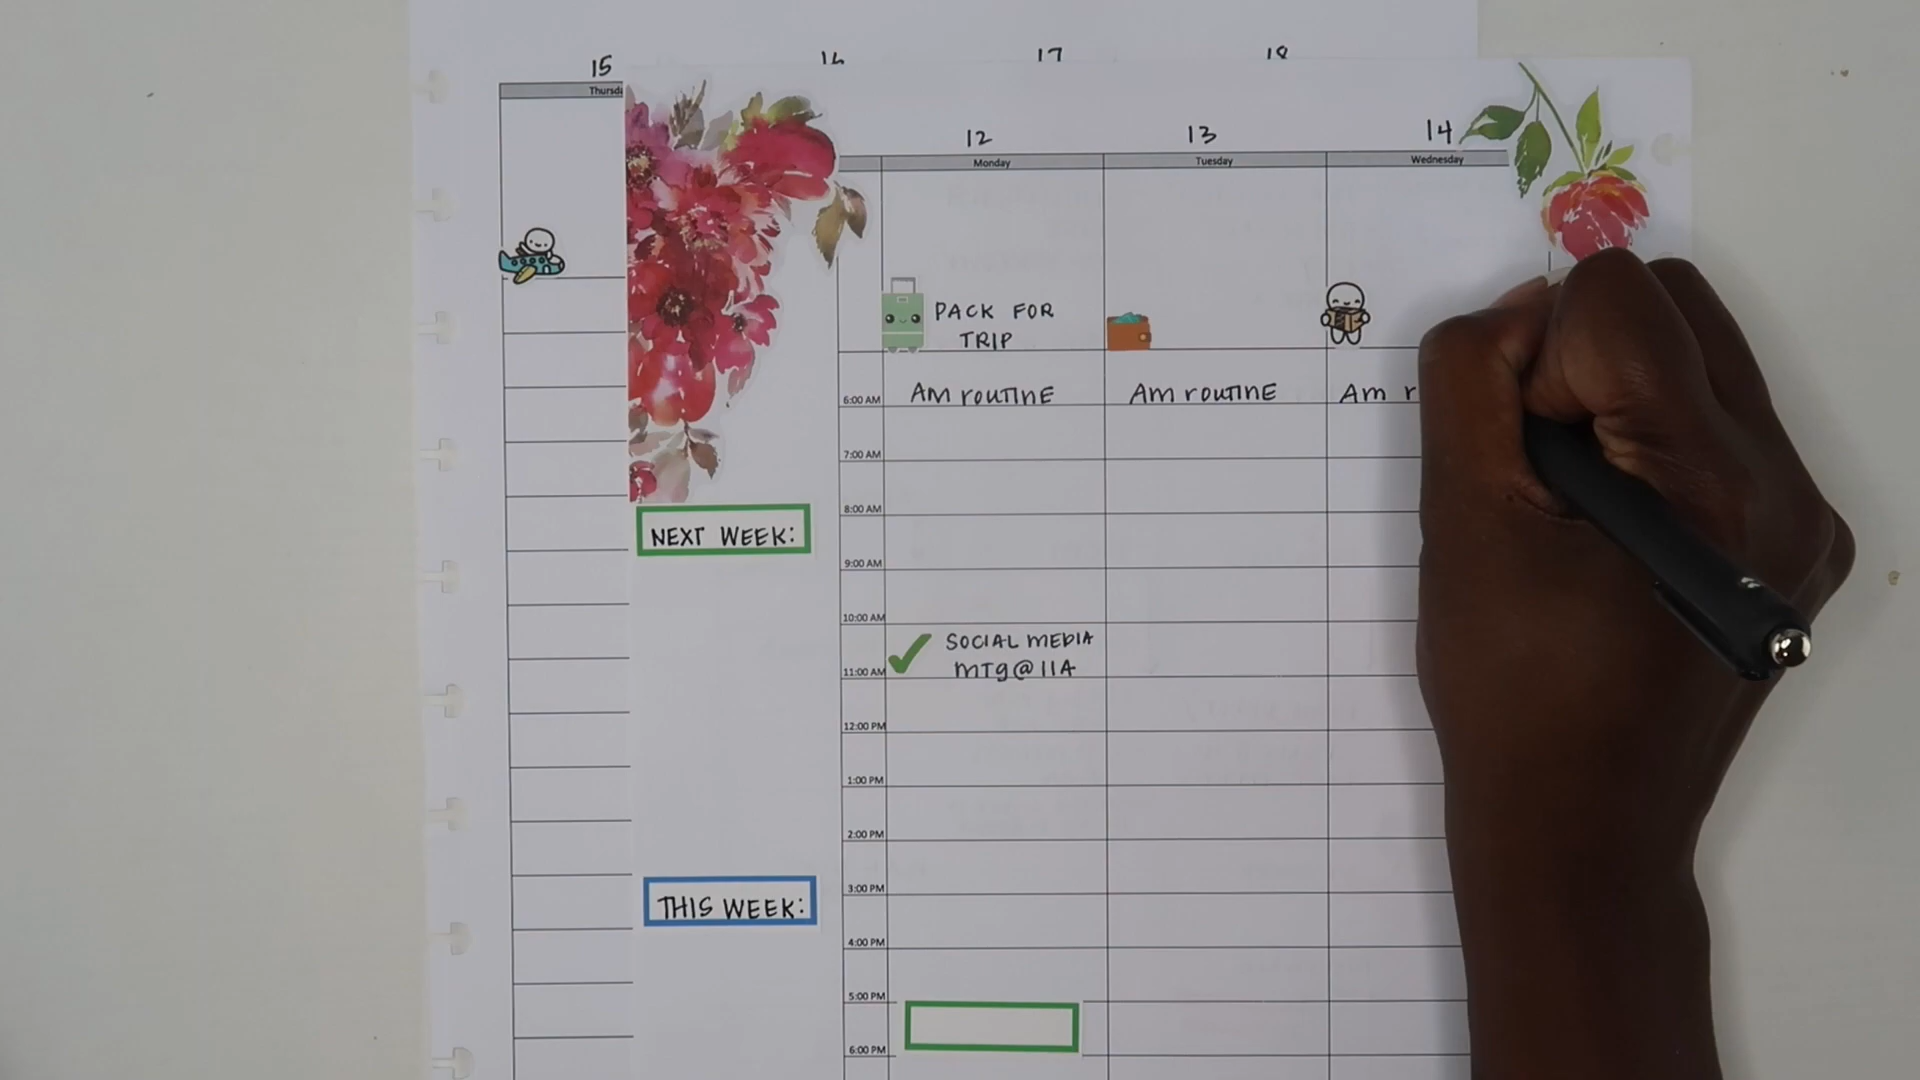 15
17
18
Thursd
12
13
14
Monday
Tuesday
Wednesday
PACK FOR
TRIP
6:00 AM
Am routine
Am routine
Am r
7:00 AM
8:00 AM
NEXT WEEK:
9:00 AM
10:00 AM
SOCIAL MEDIA
mTg@11A
11:00 AM
12:00 PM
1:00 PM
2:00 PM
3:00 PM
THIS WEEK:
4:00 PM
5:00 PM
6:00 PM